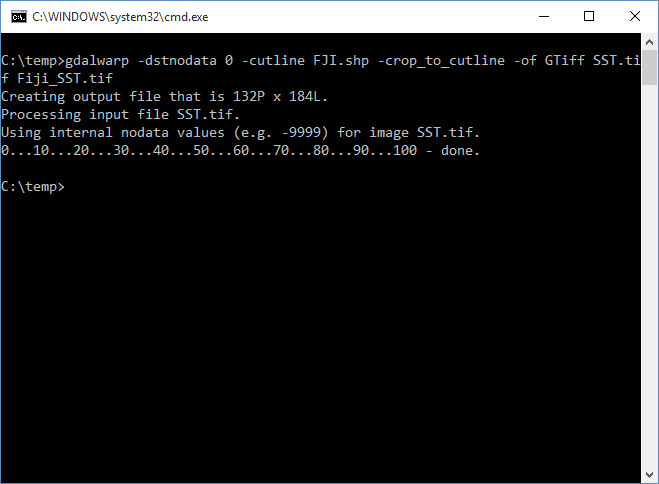 C:\WINDOWS\system32\cmd.exe
C:\temp>gdalwarp -dstnodata 0 -cutline FJI.shp -crop_to_cutline -of GTiff SST.ti
f Fiji_SST.tif
Creating output file that is 132P x 184L.
Processing input file SST.tif.
Using internal nodata values (e.g. -9999) for image SST.tif.
0...10...20...30...40...50...60...70...80...90...100 - done.
C:\temp>